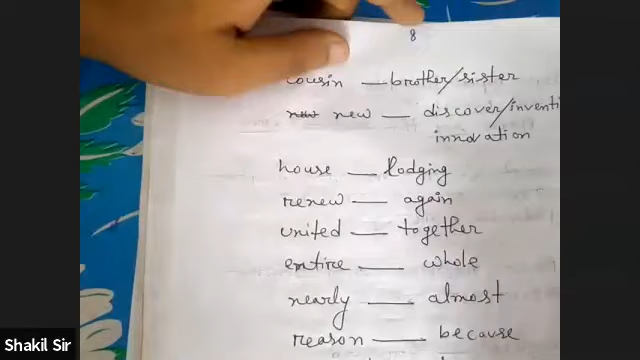 8
cousin — brother/sister
new — discover/inventi
innovation
house — lodging
renew — again
united — together
entire — whole
nearly — almost
reason — because
Shakil Sir